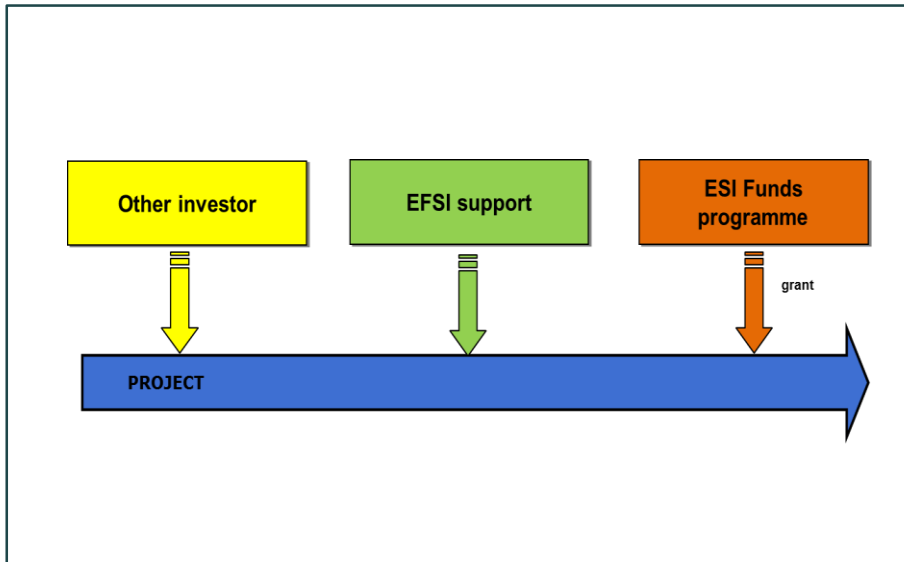 Other investor
EFSI support
ESI Funds
programme
grant
PROJECT